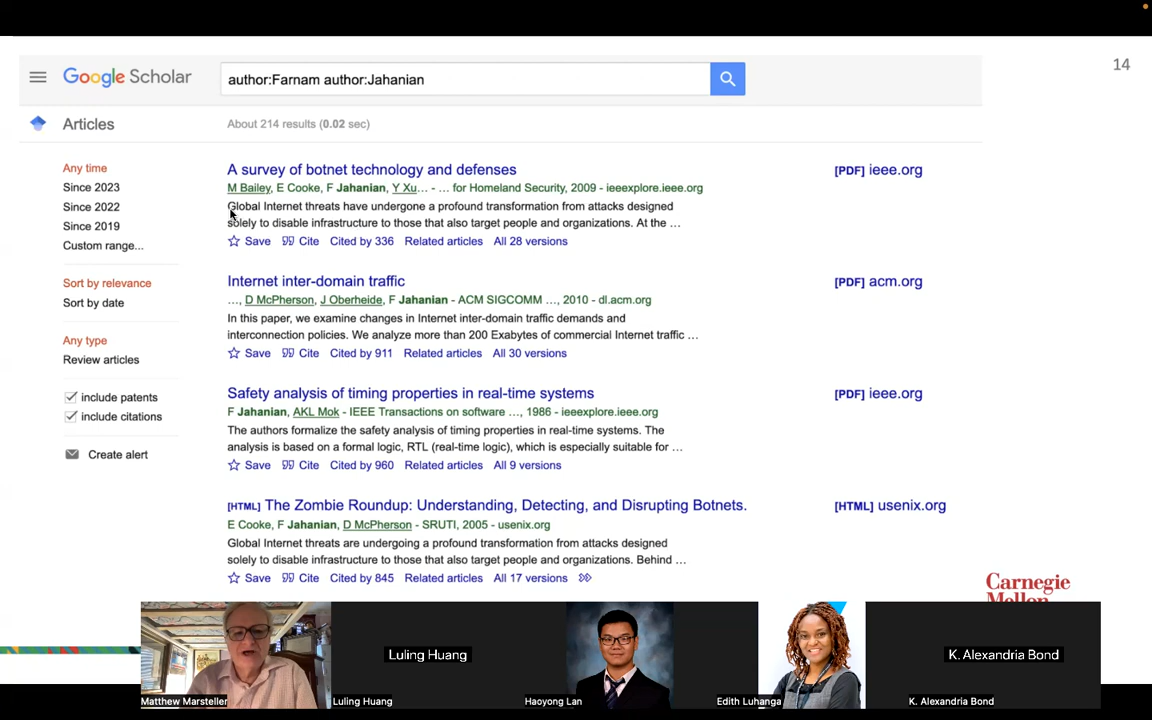 Google Scholar
author:Farnam author:Jahanian
14
Articles
About 214 results (0.02 sec)
Any time
Since 2023
Since 2022
Since 2019
Custom range...
Sort by relevance
Sort by date
Any type
Review articles
include patents
include citations
Create alert
A survey of botnet technology and defenses
[PDF] ieee.org
M Bailey, E Cooke, F Jahanian, Y Xu… - … for Homeland Security, 2009 - ieeexplore.ieee.org
Global Internet threats have undergone a profound transformation from attacks designed
solely to disable infrastructure to those that also target people and organizations. At the …
Save Cite Cited by 336 Related articles All 28 versions
Internet inter-domain traffic
[PDF] acm.org
…, D McPherson, J Oberheide, F Jahanian - ACM SIGCOMM …, 2010 - dl.acm.org
In this paper, we examine changes in Internet inter-domain traffic demands and
interconnection policies. We analyze more than 200 Exabytes of commercial Internet traffic …
Save Cite Cited by 911 Related articles All 30 versions
Safety analysis of timing properties in real-time systems
[PDF] ieee.org
F Jahanian, AKL Mok - IEEE Transactions on software …, 1986 - ieeexplore.ieee.org
The authors formalize the safety analysis of timing properties in real-time systems. The
analysis is based on a formal logic, RTL (real-time logic), which is especially suitable for …
Save Cite Cited by 960 Related articles All 9 versions
[HTML] The Zombie Roundup: Understanding, Detecting, and Disrupting Botnets.
[HTML] usenix.org
E Cooke, F Jahanian, D McPherson - SRUTI, 2005 - usenix.org
Global Internet threats are undergoing a profound transformation from attacks designed
solely to disable infrastructure to those that also target people and organizations. Behind …
Save Cite Cited by 845 Related articles All 17 versions
Carnegie
Mellon
Luling Huang
K. Alexandria Bond
Matthew Marsteller
Luling Huang
Haoyong Lan
Edith Luhanga
K. Alexandria Bond